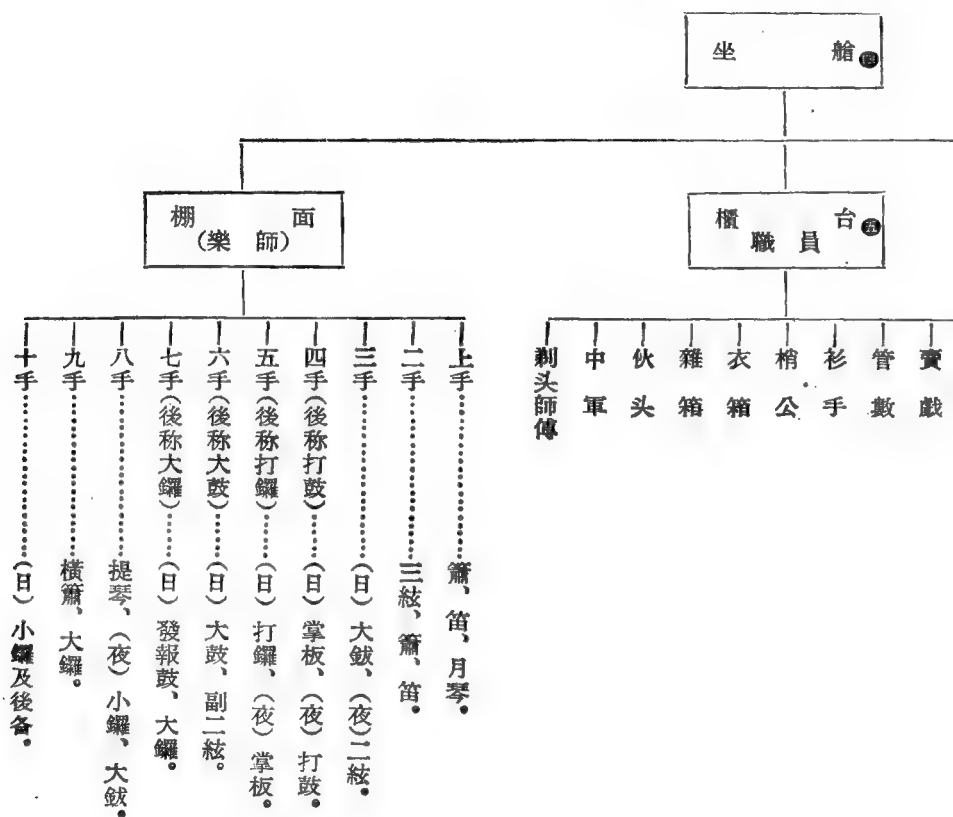 坐艙㊃
櫃台㊄
職員
賣戲
管數
衫手
梢公
衣箱
雜箱
伙头
中軍
剃头師傅
棚面
(樂師)
上手………簫、笛、月琴。
二手………三絃、簫、笛。
三手………(日)大鈸、(夜)二絃。
四手(後称打鼓)……(日)掌板、(夜)打鼓。
五手(後称打鑼)……(日)打鑼、(夜)掌板。
六手(後称大鼓)……(日)大鼓、副二絃。
七手(後称大鑼)……(日)發報鼓、大鑼。
八手………提琴、(夜)小鑼、大鈸。
九手………橫簫、大鑼。
十手………(日)小鑼及後备。